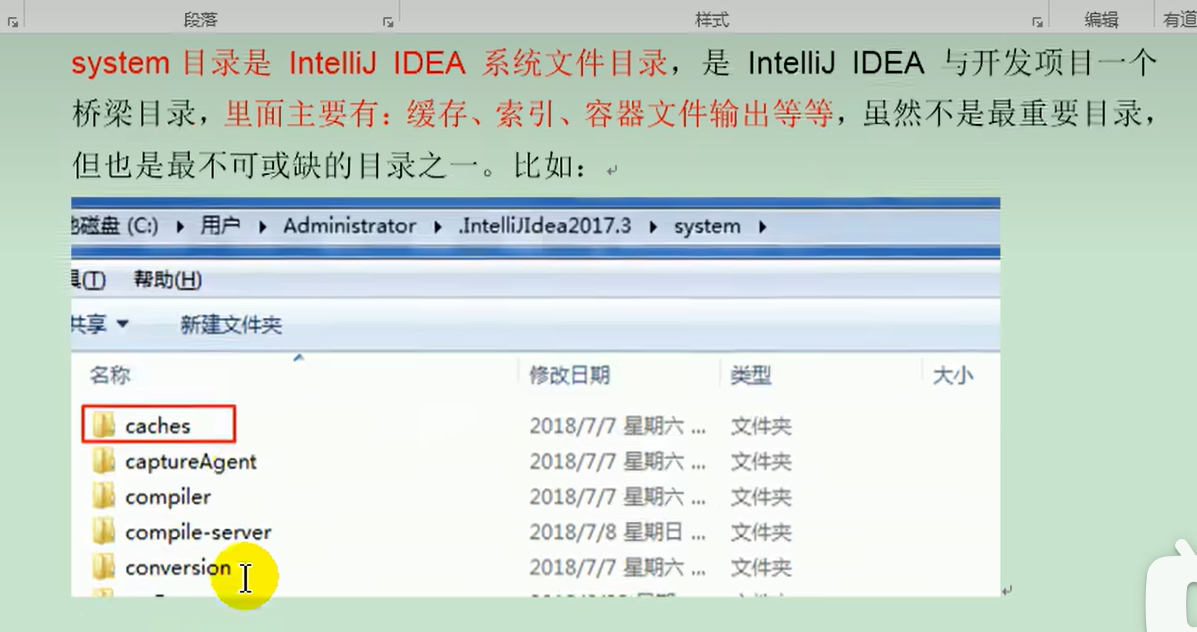 段落 样式 编辑 有道
system 目录是 IntelliJ IDEA 系统文件目录，是 IntelliJ IDEA 与开发项目一个
桥梁目录，里面主要有：缓存、索引、容器文件输出等等，虽然不是最重要目录，
但也是最不可或缺的目录之一。比如：
磁盘 (C:) 用户 Administrator .IntelliJIdea2017.3 system
具(T) 帮助(H)
共享 新建文件夹
名称 修改日期 类型 大小
caches 2018/7/7 星期六 ... 文件夹
captureAgent 2018/7/7 星期六 ... 文件夹
compiler 2018/7/7 星期六 ... 文件夹
compile-server 2018/7/8 星期日 ... 文件夹
conversion 2018/7/7 星期六 ... 文件夹